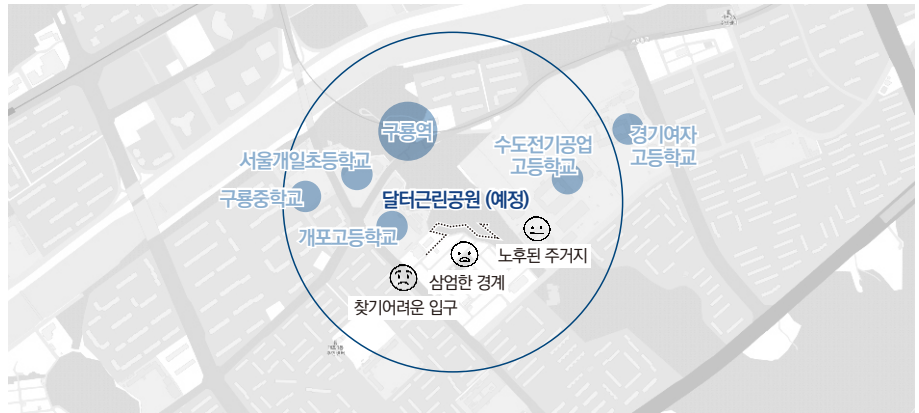 구룡역
수도전기공업
고등학교
경기여자
고등학교
서울개일초등학교
구룡중학교
달터근린공원 (예정)
개포고등학교
노후된 주거지
삼엄한 경계
찾기어려운 입구